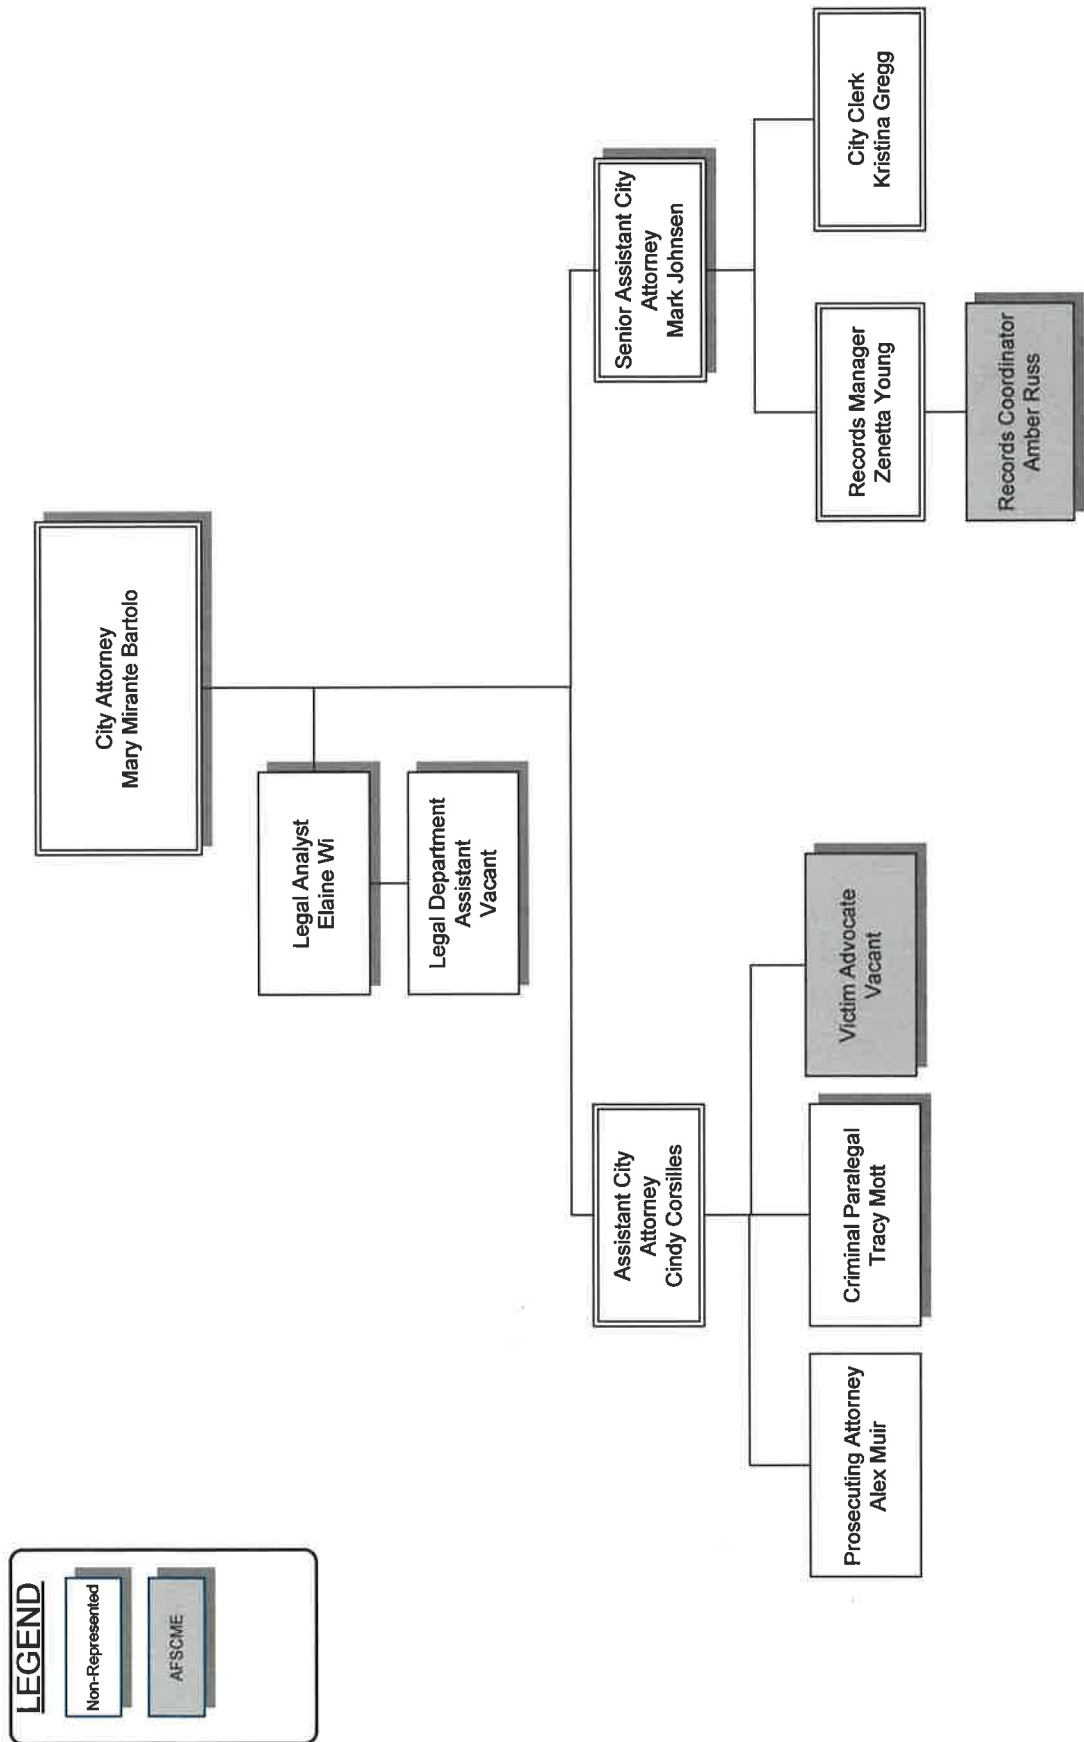 LEGEND
Non-Represented
AFSCME
City Attorney
Mary Mirante Bartolo
Legal Analyst
Elaine Wi
Legal Department
Assistant
Vacant
Assistant City
Attorney
Cindy Corsilles
Senior Assistant City
Attorney
Mark Johnsen
Prosecuting Attorney
Alex Muir
Criminal Paralegal
Tracy Mott
Victim Advocate
Vacant
Records Manager
Zenetta Young
City Clerk
Kristina Gregg
Records Coordinator
Amber Russ